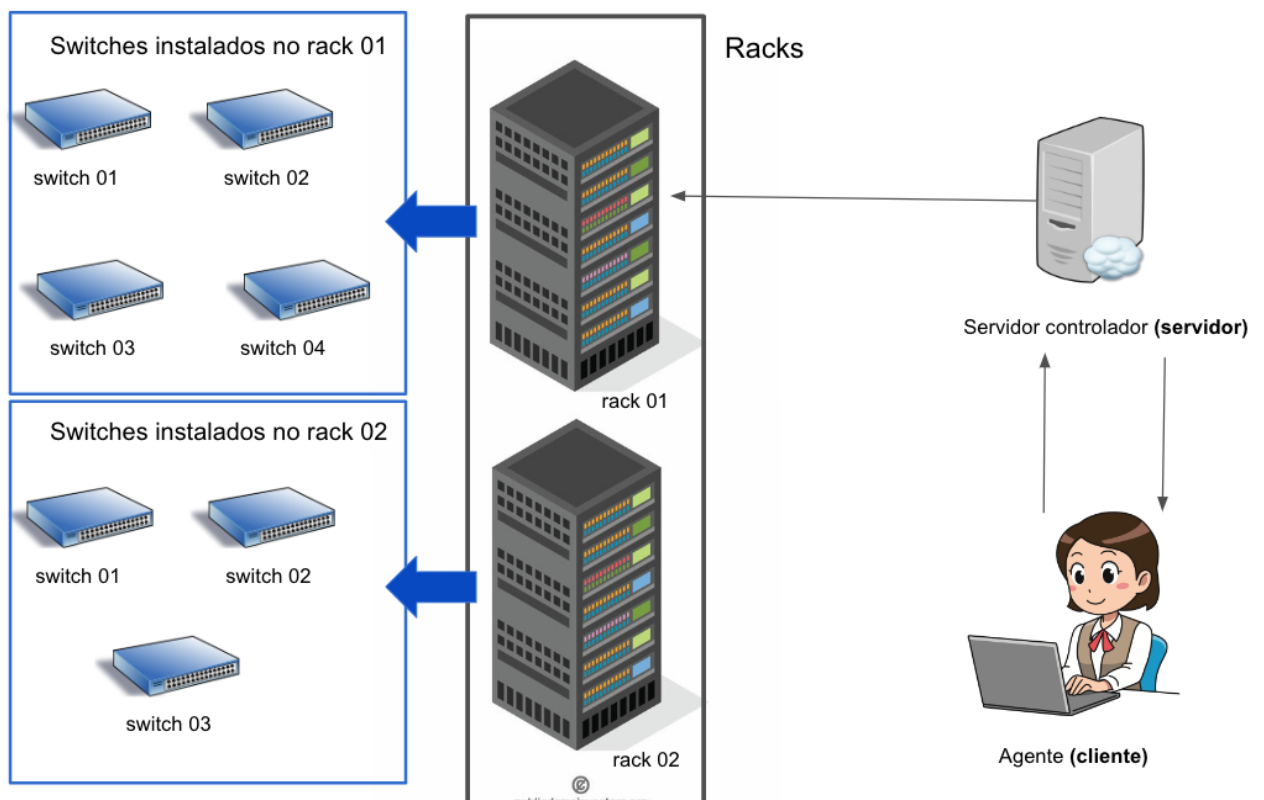 Switches instalados no rack 01
switch 01
switch 02
switch 03
switch 04
Switches instalados no rack 02
switch 01
switch 02
switch 03
Racks
rack 01
rack 02
Servidor controlador (servidor)
Agente (cliente)